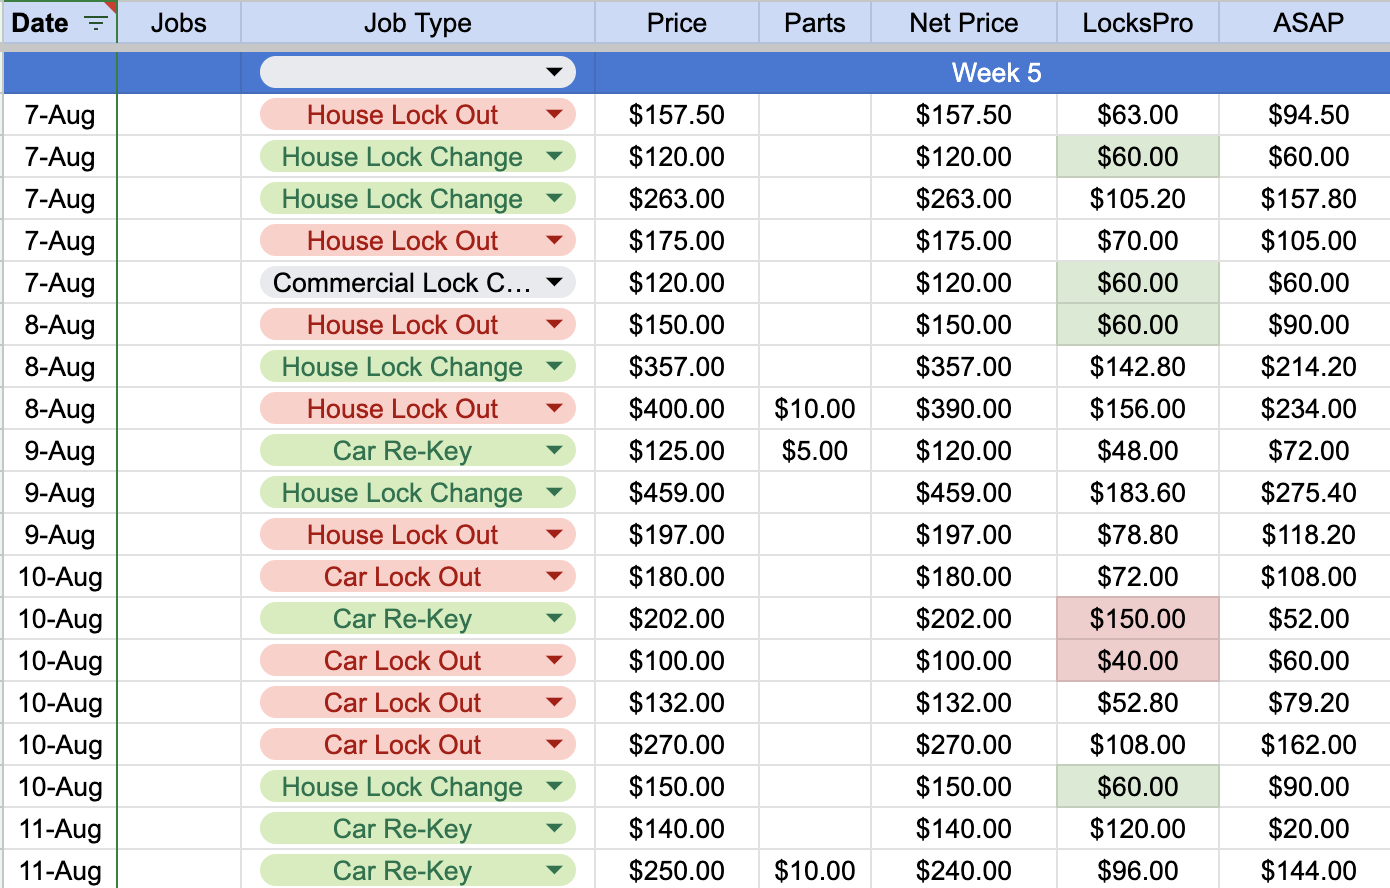 Date Jobs Job Type Price Parts Net Price LocksPro ASAP
Week 5
7-Aug House Lock Out $157.50 $157.50 $63.00 $94.50
7-Aug House Lock Change $120.00 $120.00 $60.00 $60.00
7-Aug House Lock Change $263.00 $263.00 $105.20 $157.80
7-Aug House Lock Out $175.00 $175.00 $70.00 $105.00
7-Aug Commercial Lock C... $120.00 $120.00 $60.00 $60.00
8-Aug House Lock Out $150.00 $150.00 $60.00 $90.00
8-Aug House Lock Change $357.00 $357.00 $142.80 $214.20
8-Aug House Lock Out $400.00 $10.00 $390.00 $156.00 $234.00
9-Aug Car Re-Key $125.00 $5.00 $120.00 $48.00 $72.00
9-Aug House Lock Change $459.00 $459.00 $183.60 $275.40
9-Aug House Lock Out $197.00 $197.00 $78.80 $118.20
10-Aug Car Lock Out $180.00 $180.00 $72.00 $108.00
10-Aug Car Re-Key $202.00 $202.00 $150.00 $52.00
10-Aug Car Lock Out $100.00 $100.00 $40.00 $60.00
10-Aug Car Lock Out $132.00 $132.00 $52.80 $79.20
10-Aug Car Lock Out $270.00 $270.00 $108.00 $162.00
10-Aug House Lock Change $150.00 $150.00 $60.00 $90.00
11-Aug Car Re-Key $140.00 $140.00 $120.00 $20.00
11-Aug Car Re-Key $250.00 $10.00 $240.00 $96.00 $144.00